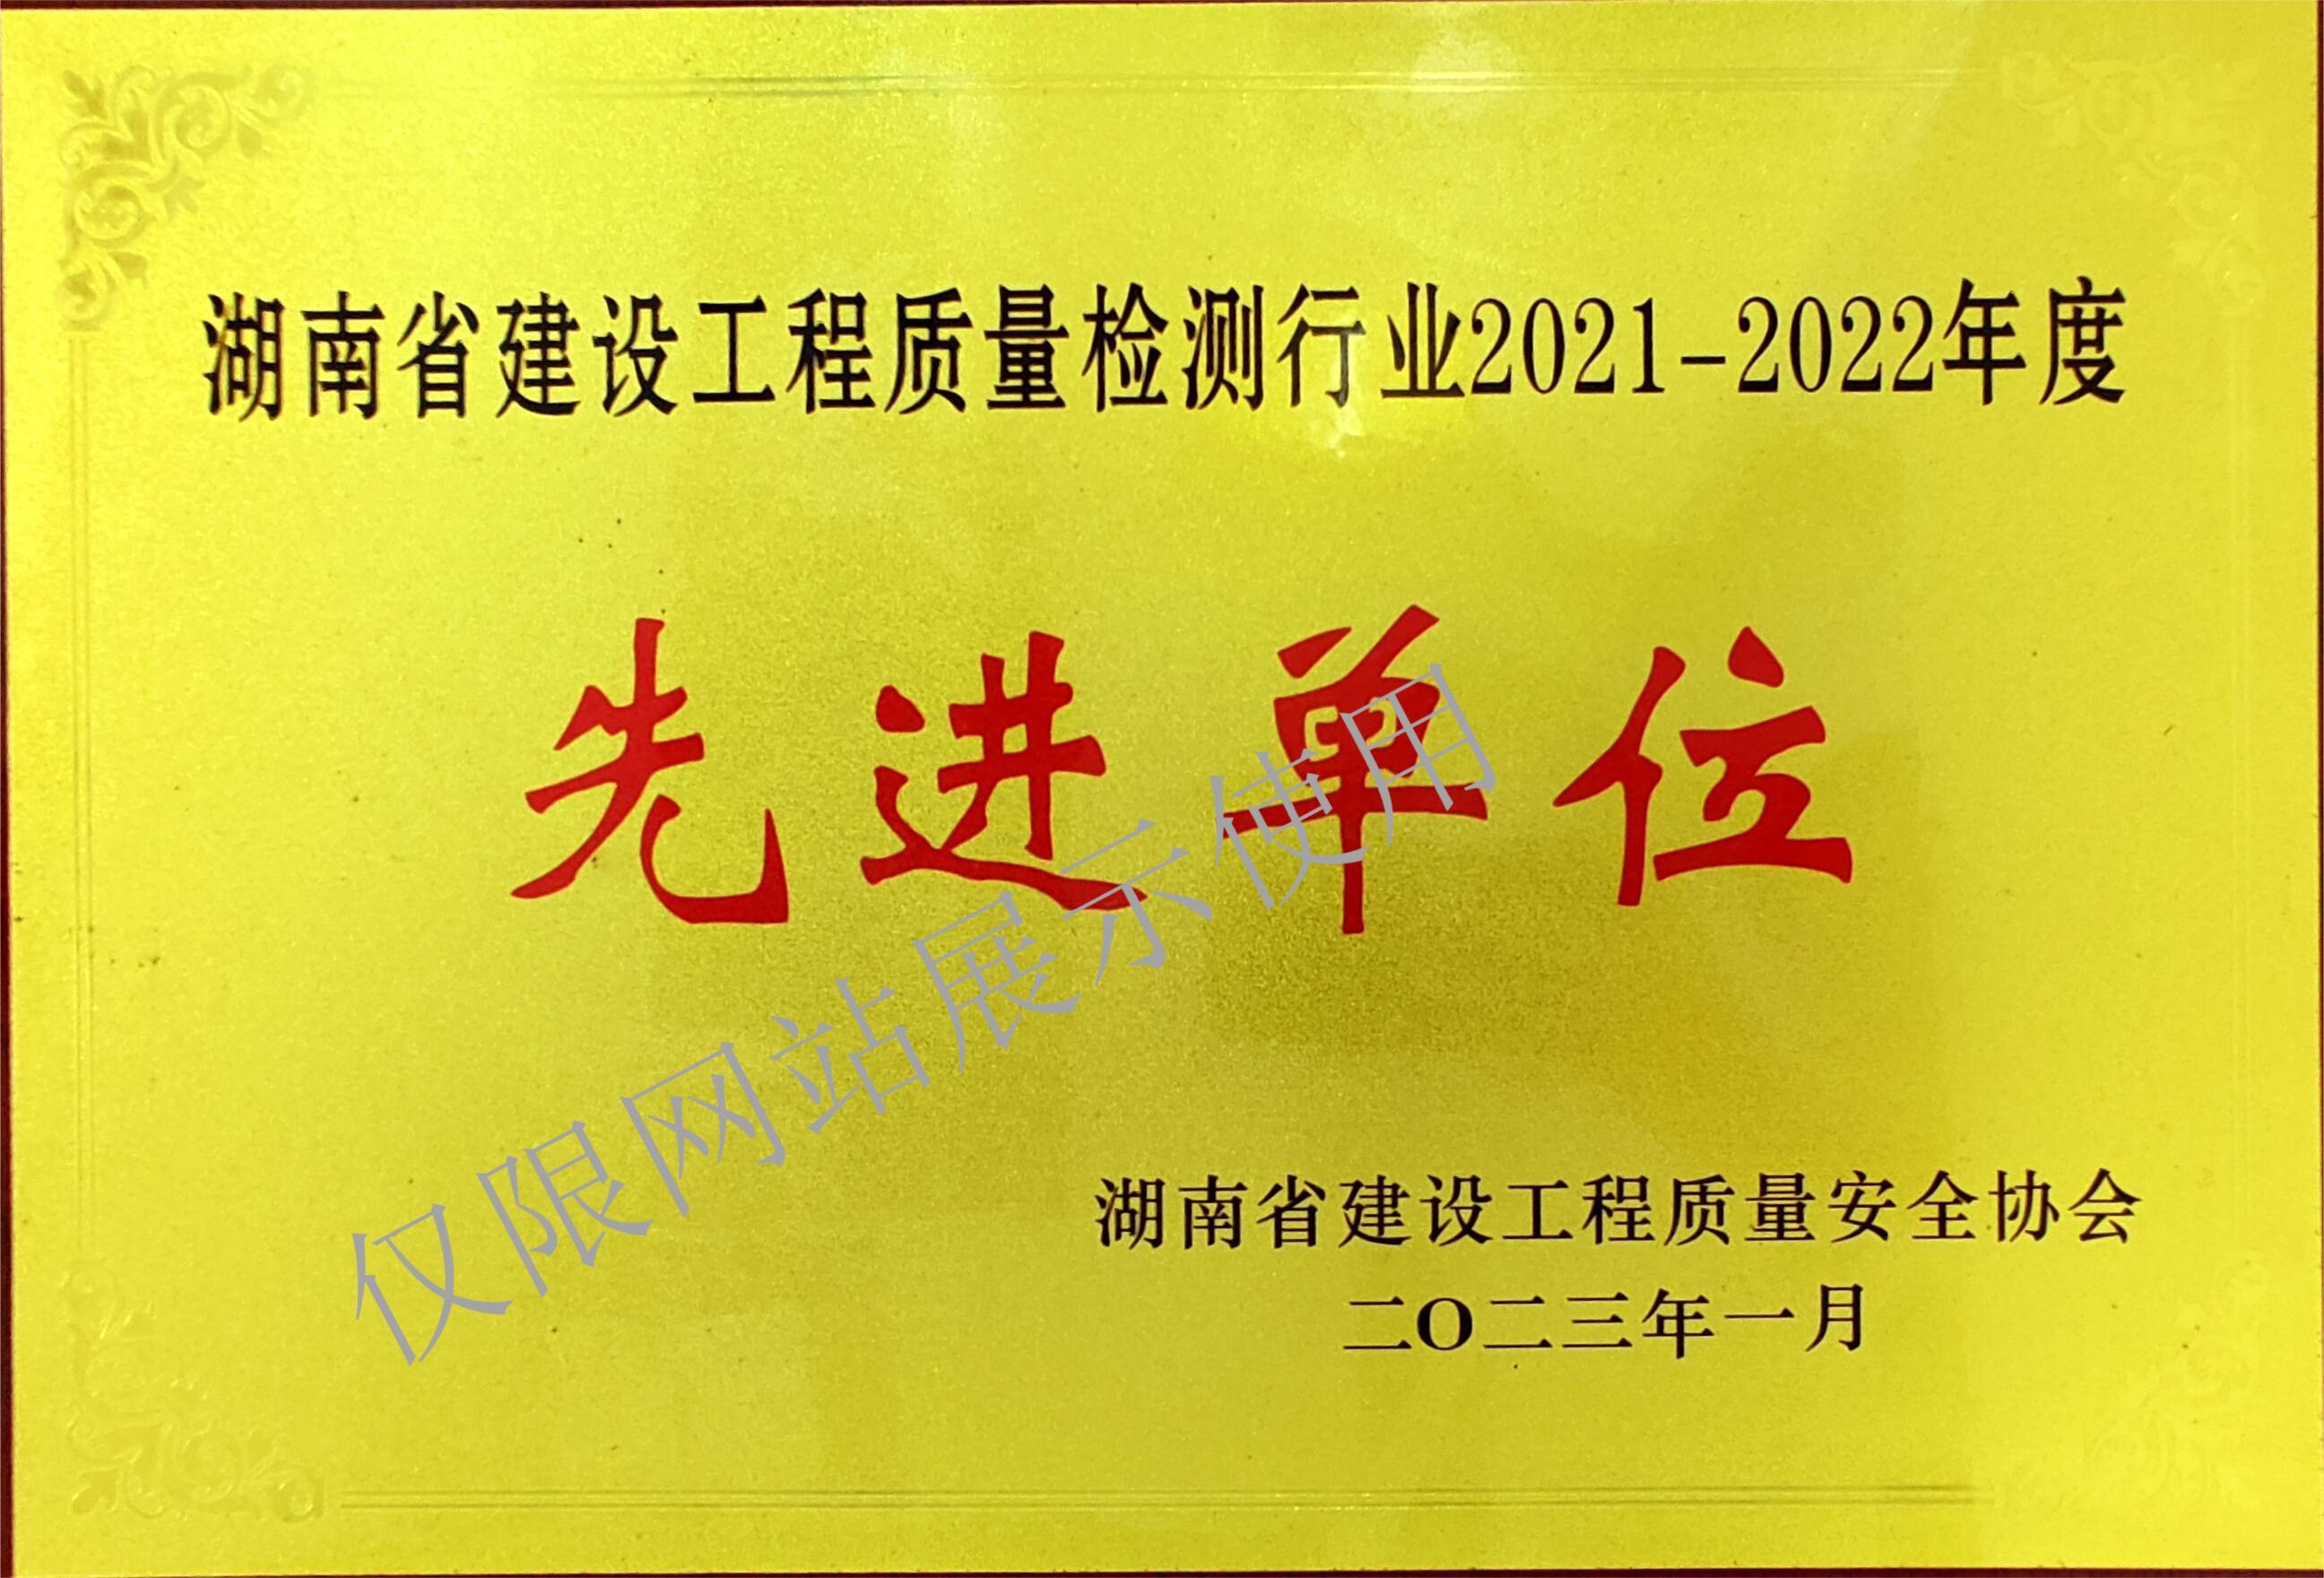 湖南省建设工程质量检测行业2021-2022年度
先进单位
仅限网站展示使用
湖南省建设工程质量安全协会
二O二三年一月